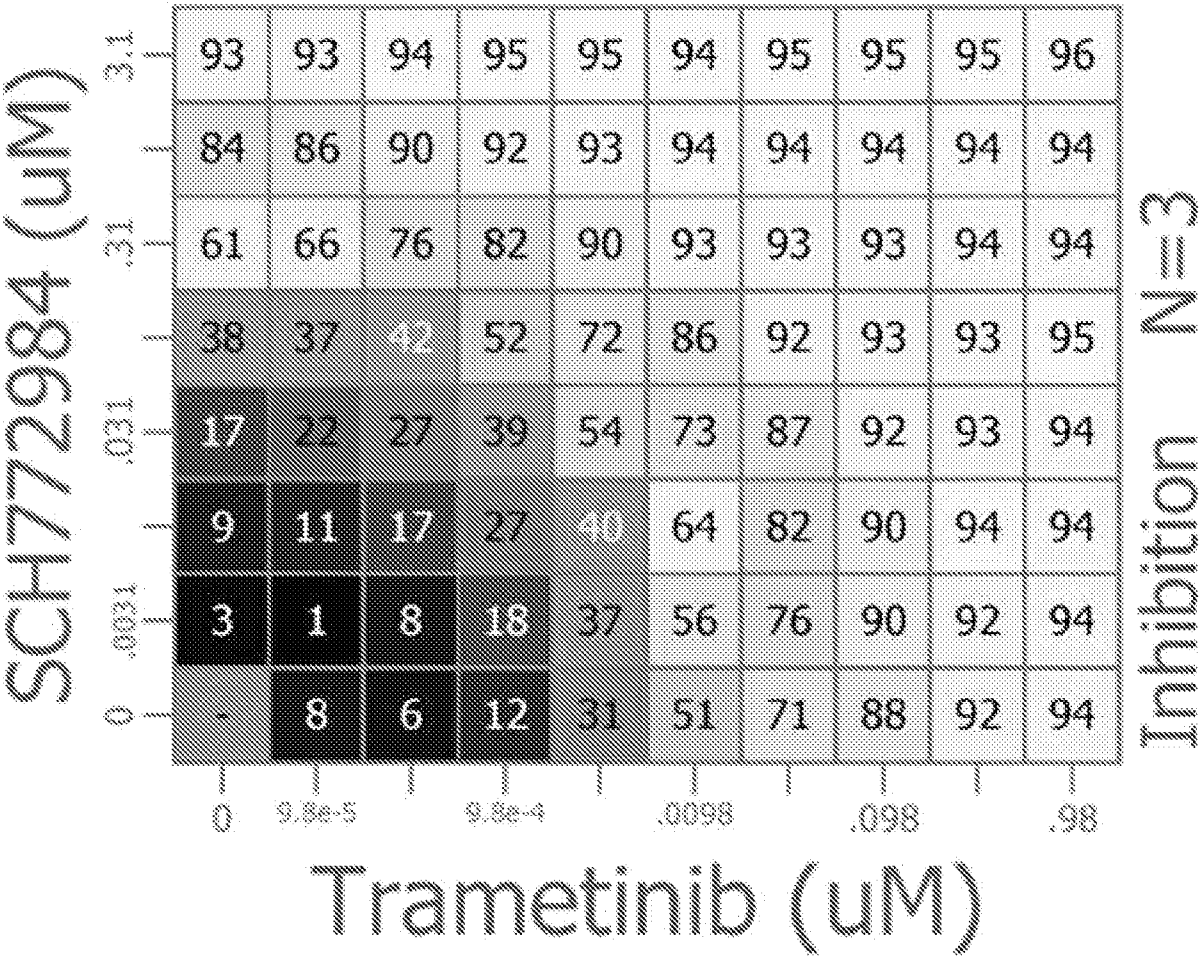 SCH772984 (uM)
3.1 93 93 94 95 95 94 95 95 95 96
84 86 90 92 93 94 94 94 94 94
.31 61 66 76 82 90 93 93 93 94 94
38 37 42 52 72 86 92 93 93 95
.031 17 22 27 39 54 73 87 92 93 94
9 11 17 27 40 64 82 90 94 94
.0031 3 1 8 18 37 56 76 90 92 94
0 - 8 6 12 31 51 71 88 92 94
0 9.8e-5 9.8e-4 .0098 .098 .98
Trametinib (uM)
Inhibition N=3